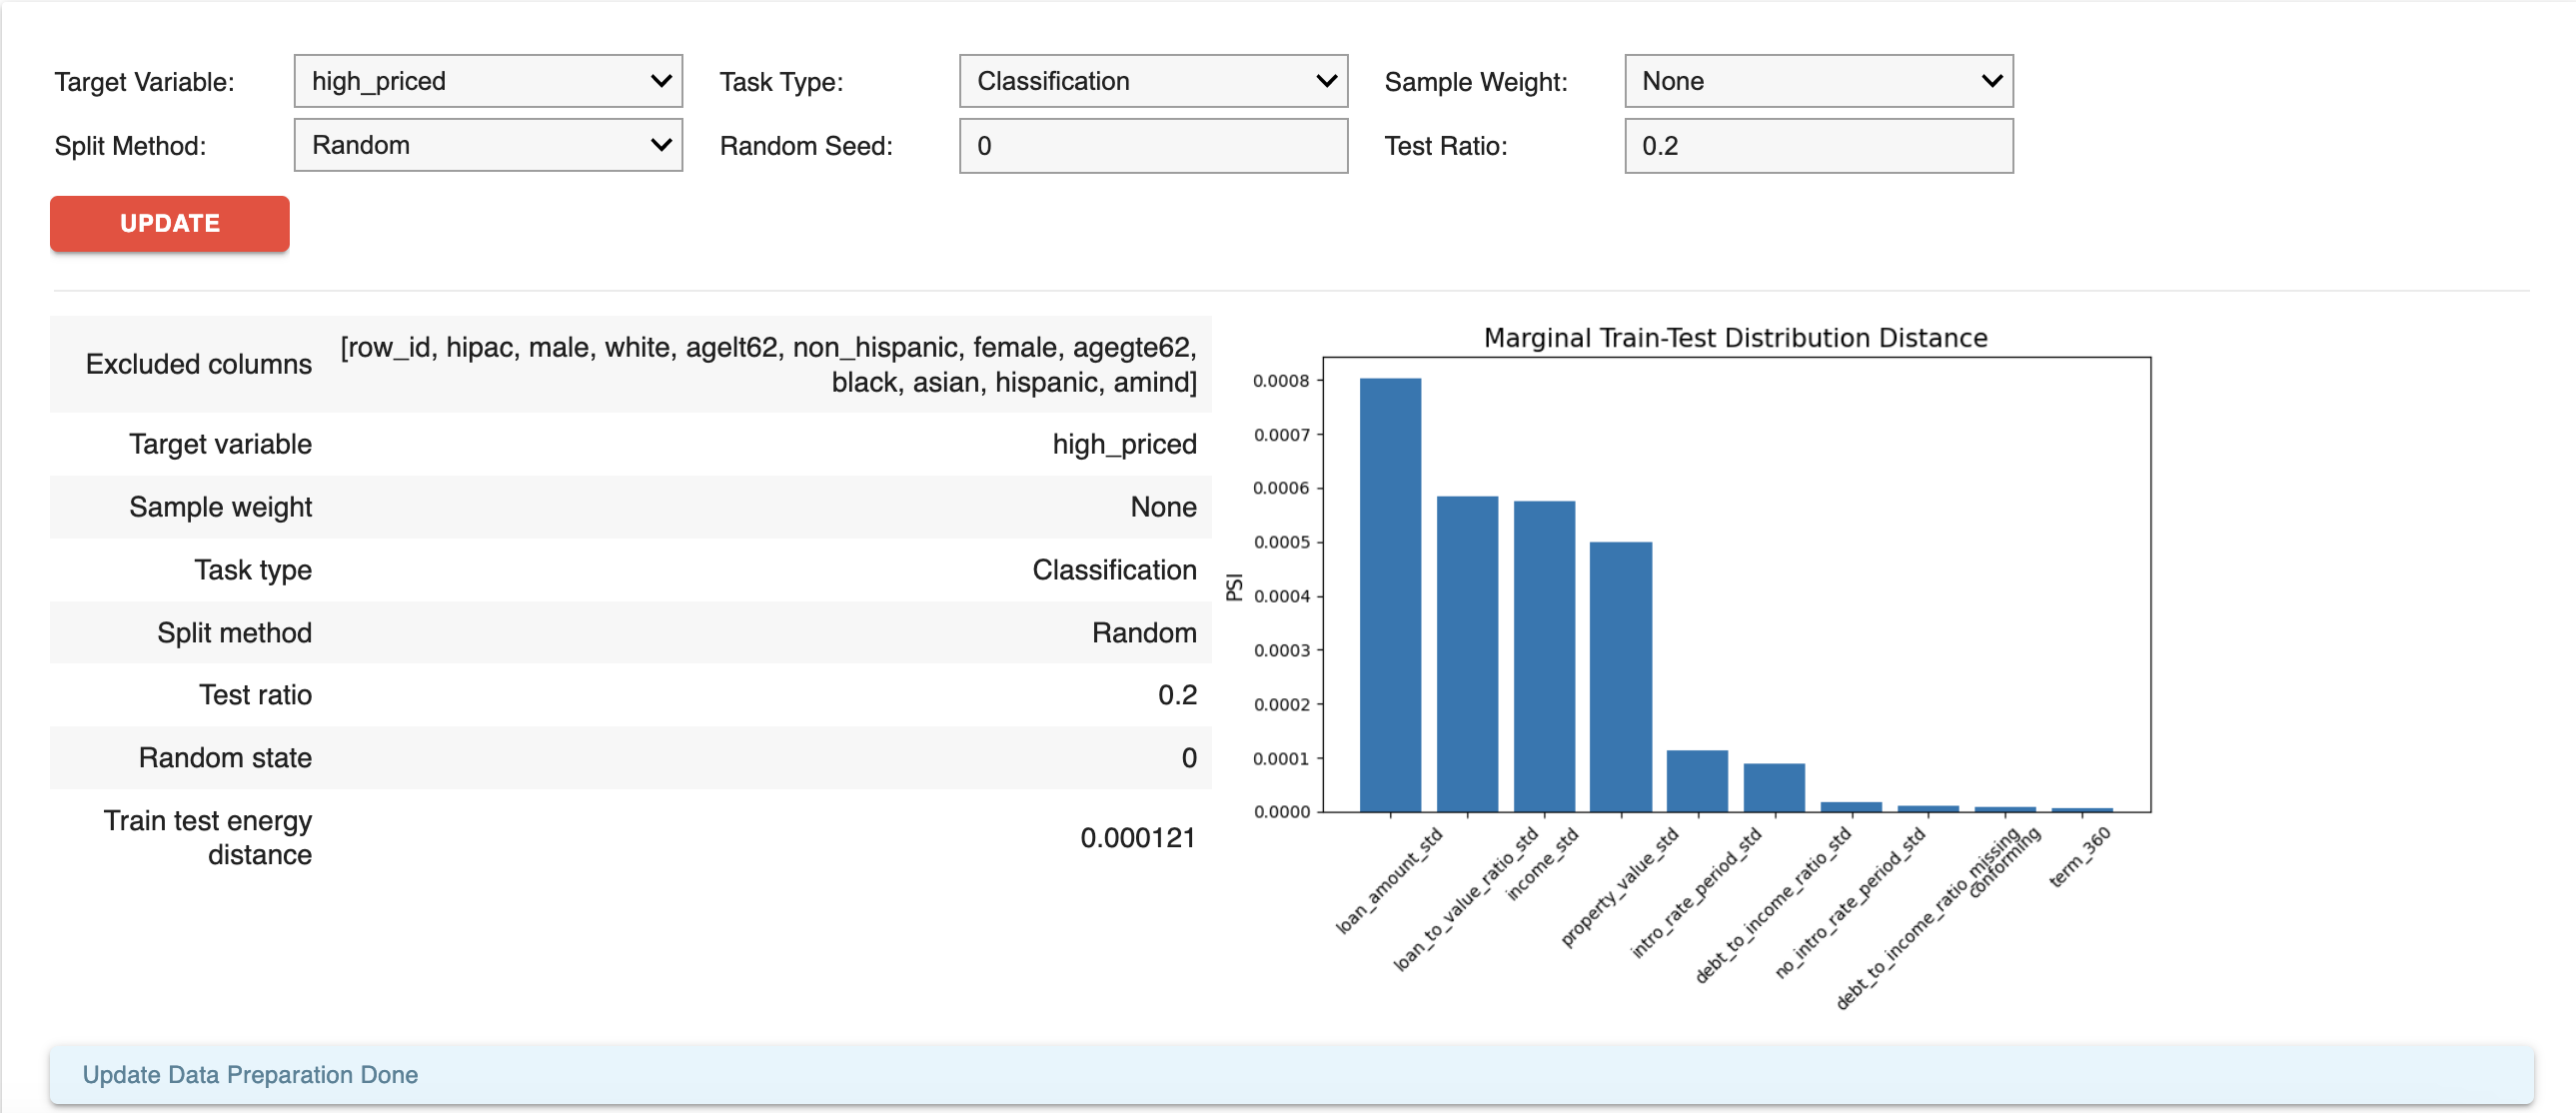 Target Variable: high_priced Task Type: Classification Sample Weight: None
Split Method: Random Random Seed: 0 Test Ratio: 0.2
UPDATE
Excluded columns [row_id, hipac, male, white, agelt62, non_hispanic, female, agegte62,
black, asian, hispanic, amind]
Target variable high_priced
Sample weight None
Task type Classification
Split method Random
Test ratio 0.2
Random state 0
Train test energy
distance 0.000121
Marginal Train-Test Distribution Distance
PSI
0.0008
0.0007
0.0006
0.0005
0.0004
0.0003
0.0002
0.0001
0.0000
loan_amount_std
loan_to_value_ratio_std
income_std
property_value_std
intro_rate_period_std
debt_to_income_ratio_std
no_intro_rate_period_std
debt_to_income_ratio_missing
conforming
term_360
Update Data Preparation Done